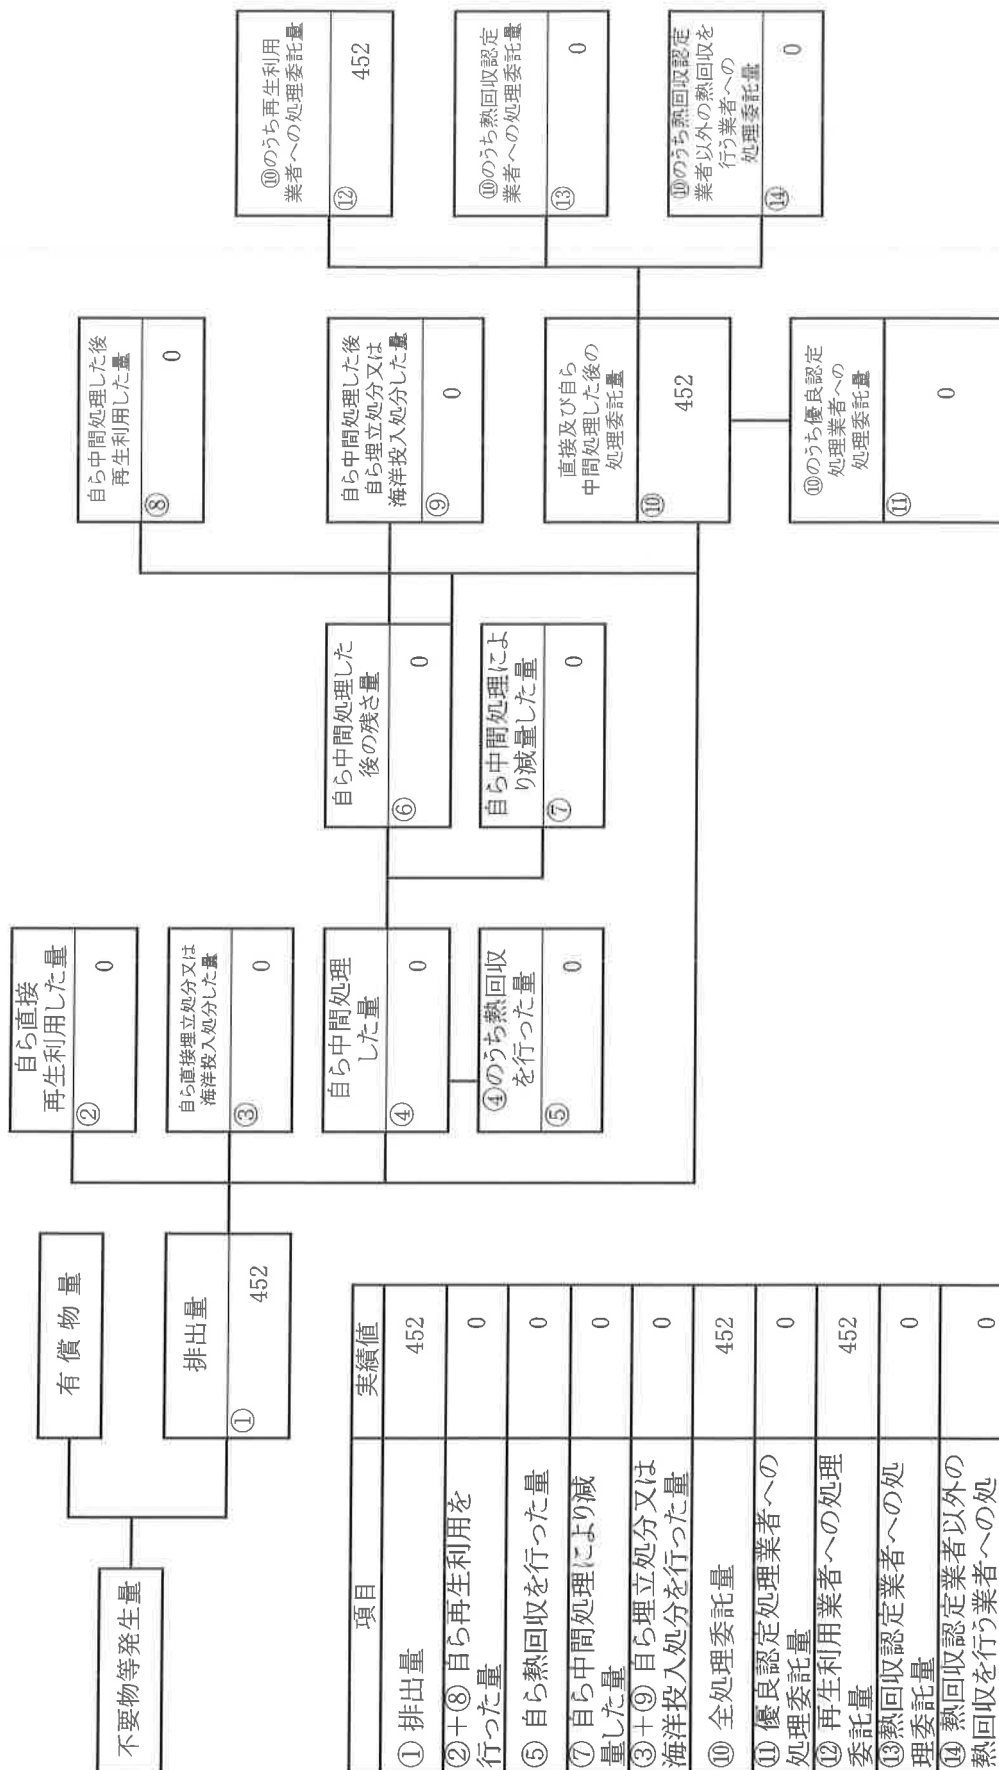 不要物等発生量
有償物量
排出量
① 452
自ら直接
再生利用した量
② 0
自ら直接埋立処分又は
海洋投入処分した量
③ 0
自ら中間処理
した量
④ 0
④のうち熱回収
を行った量
⑤ 0
自ら中間処理した
後の残さ量
⑥ 0
自ら中間処理によ
り減量した量
⑦ 0
自ら中間処理した後
再生利用した量
⑧ 0
自ら中間処理した後
自ら埋立処分又は
海洋投入処分した量
⑨ 0
直接及び自ら
中間処理した後の
処理委託量
⑩ 452
⑩のうち優良認定
処理業者への
処理委託量
⑪ 0
⑩のうち再生利用
業者への処理委託量
⑫ 452
⑩のうち熱回収認定
業者への処理委託量
⑬ 0
⑩のうち熱回収認定
業者以外の熱回収を
行う業者への
処理委託量
⑭ 0
項目 実績値
① 排出量 452
②＋⑧ 自ら再生利用を
行った量 0
⑤ 自ら熱回収を行った量 0
⑦ 自ら中間処理により減
量した量 0
③＋⑨ 自ら埋立処分又は
海洋投入処分を行った量 0
⑩ 全処理委託量 452
⑪ 優良認定処理業者への
処理委託量 0
⑫ 再生利用業者への処理
委託量 452
⑬熱回収認定業者への処
理委託量 0
⑭ 熱回収認定業者以外の
熱回収を行う業者への処 0